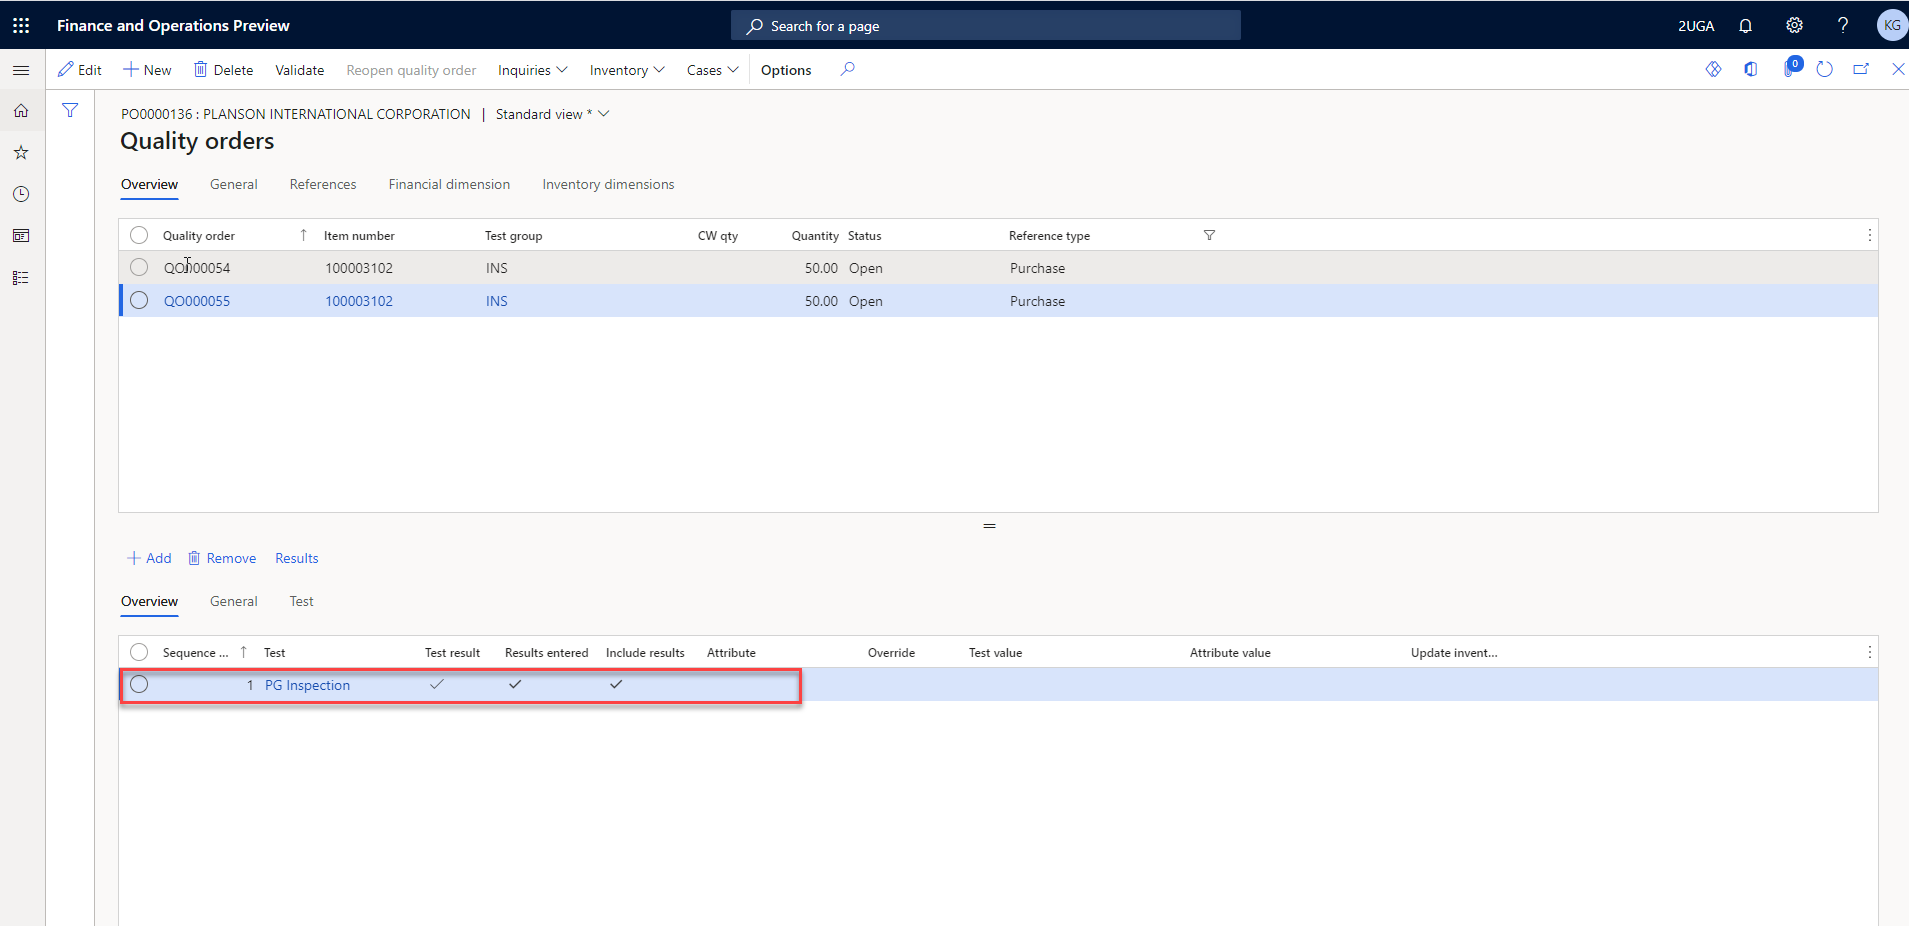 Finance and Operations Preview
Search for a page
2UGA
?
KG
Edit
New
Delete
Validate
Reopen quality order
Inquiries
Inventory
Cases
Options
0
PO0000136 : PLANSON INTERNATIONAL CORPORATION | Standard view *
Quality orders
Overview General References Financial dimension Inventory dimensions
Quality order Item number Test group CW qty Quantity Status Reference type
QO000054 100003102 INS 50.00 Open Purchase
QO000055 100003102 INS 50.00 Open Purchase
Add Remove Results
Overview General Test
Sequence ... Test Test result Results entered Include results Attribute Override Test value Attribute value Update invent...
1 PG Inspection